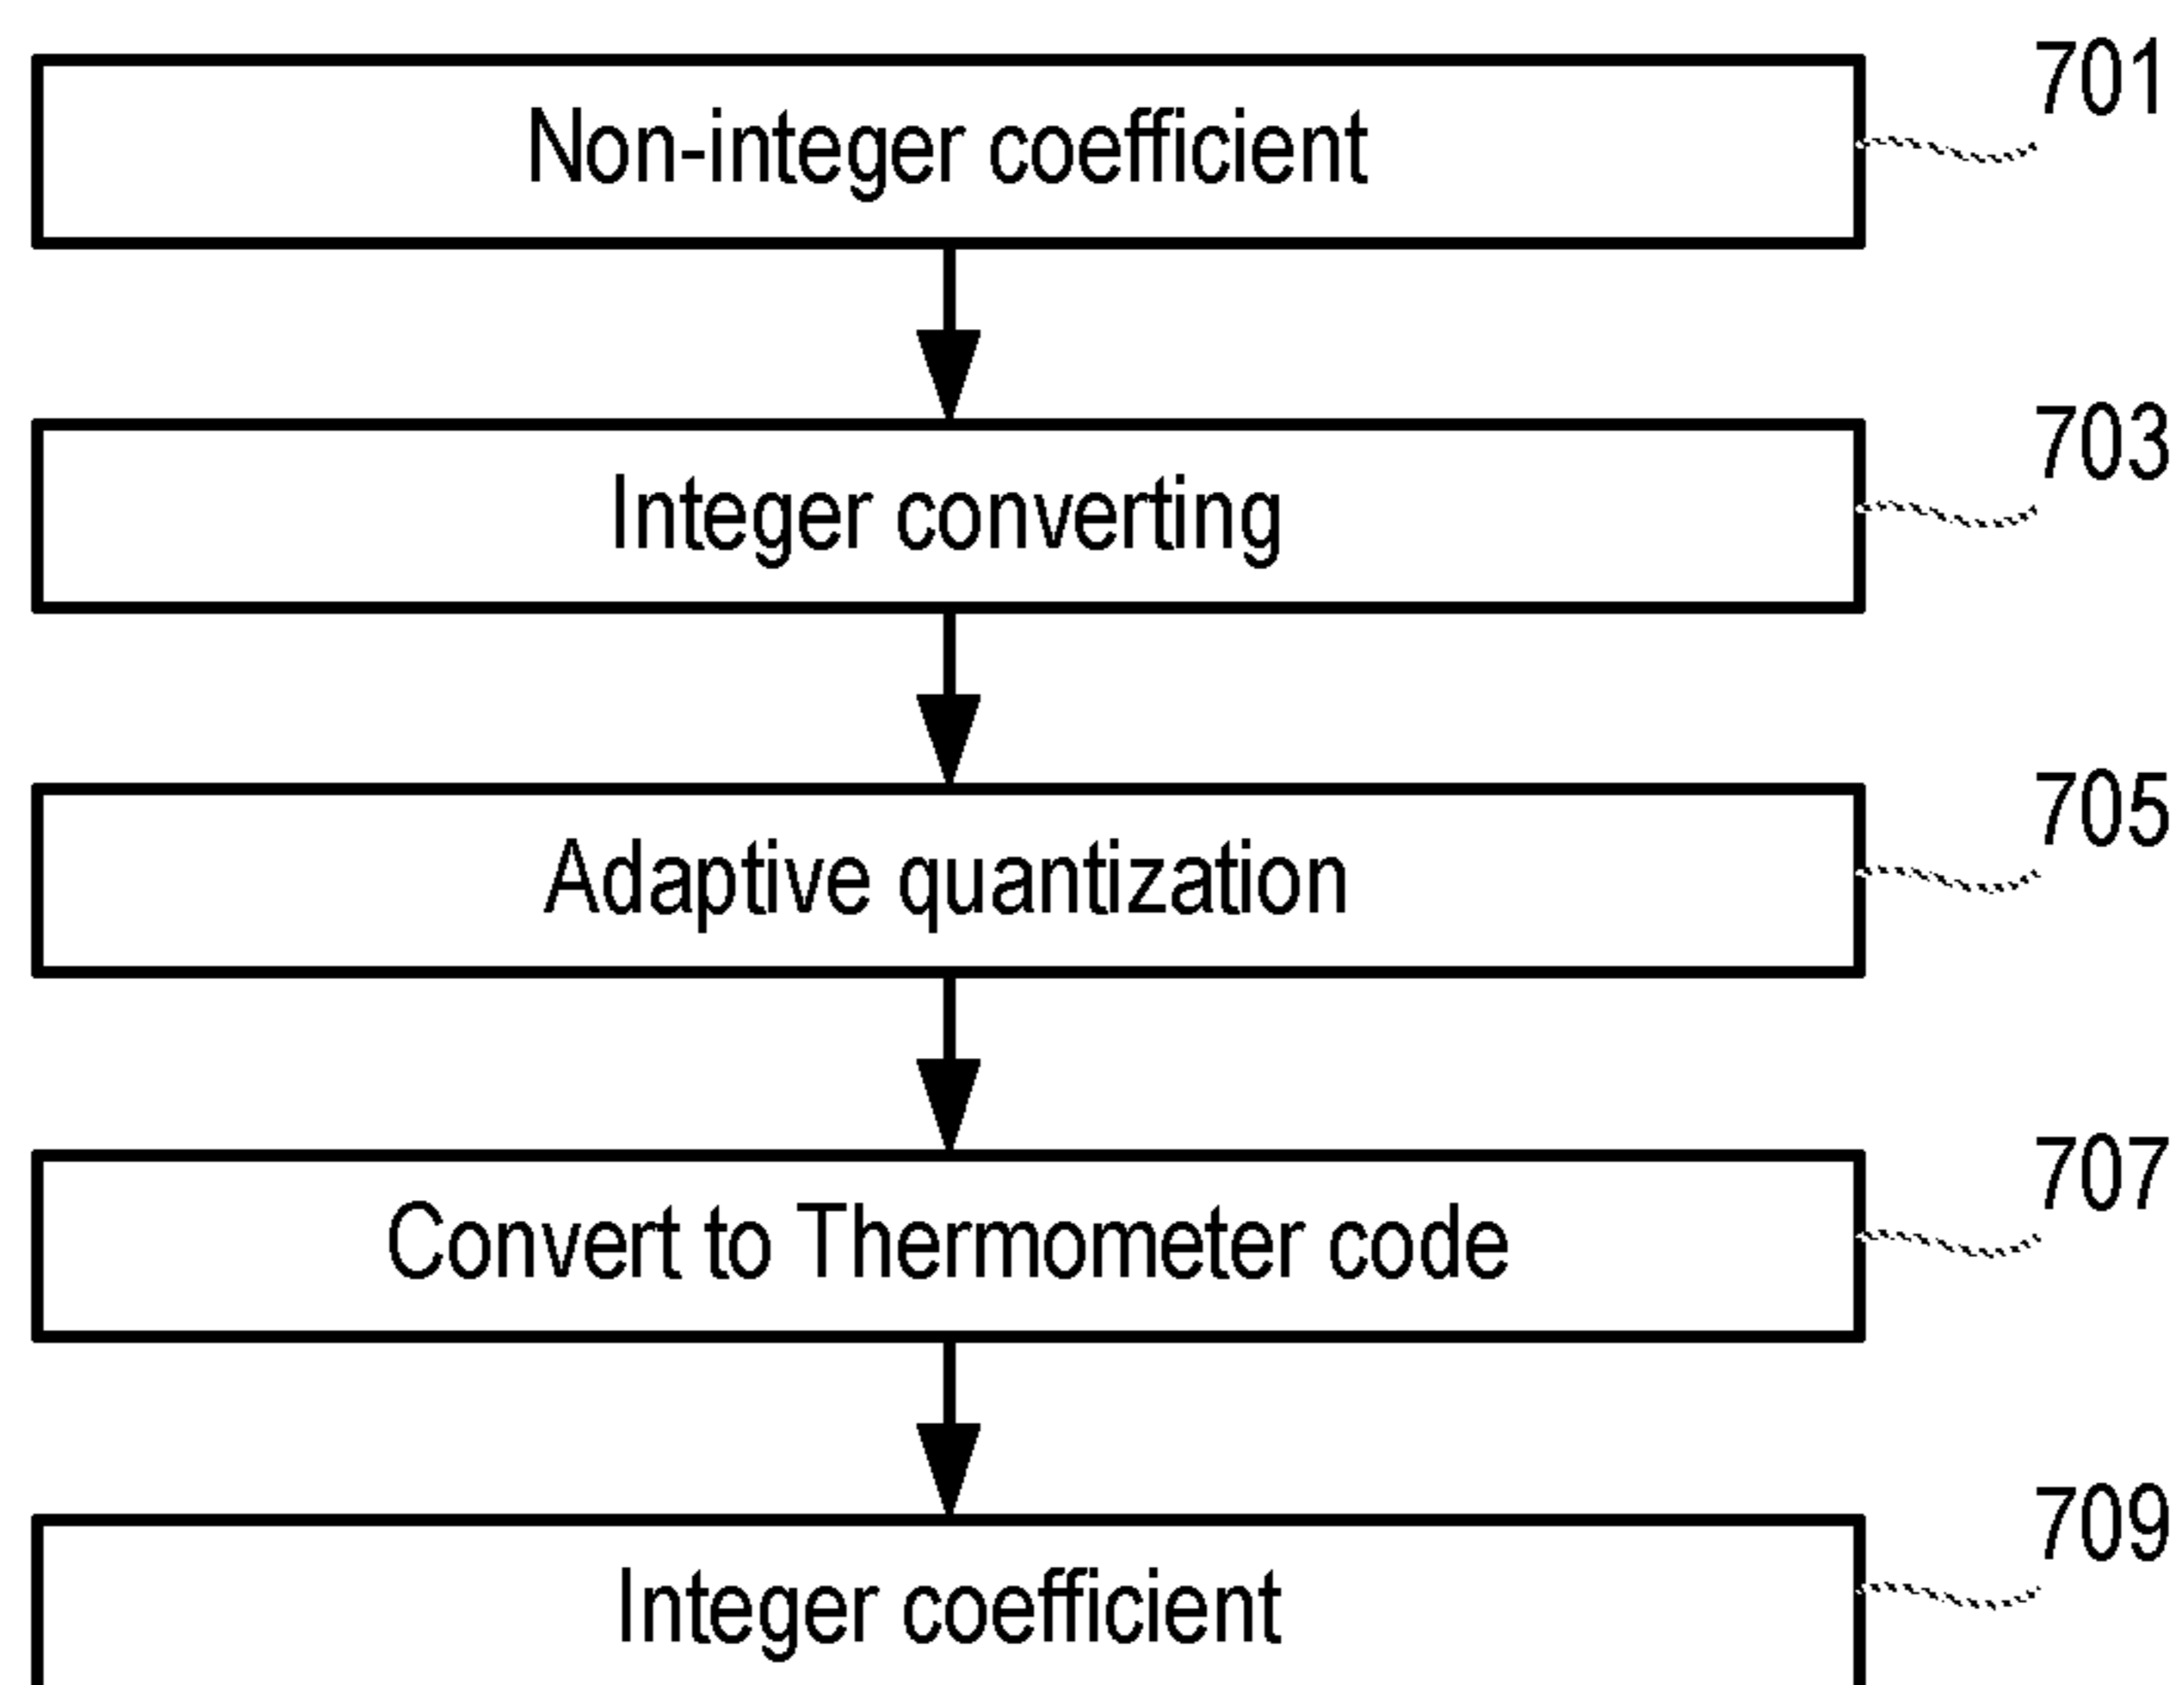 Non-integer coefficient
701
Integer converting
703
Adaptive quantization
705
Convert to Thermometer code
707
Integer coefficient
709